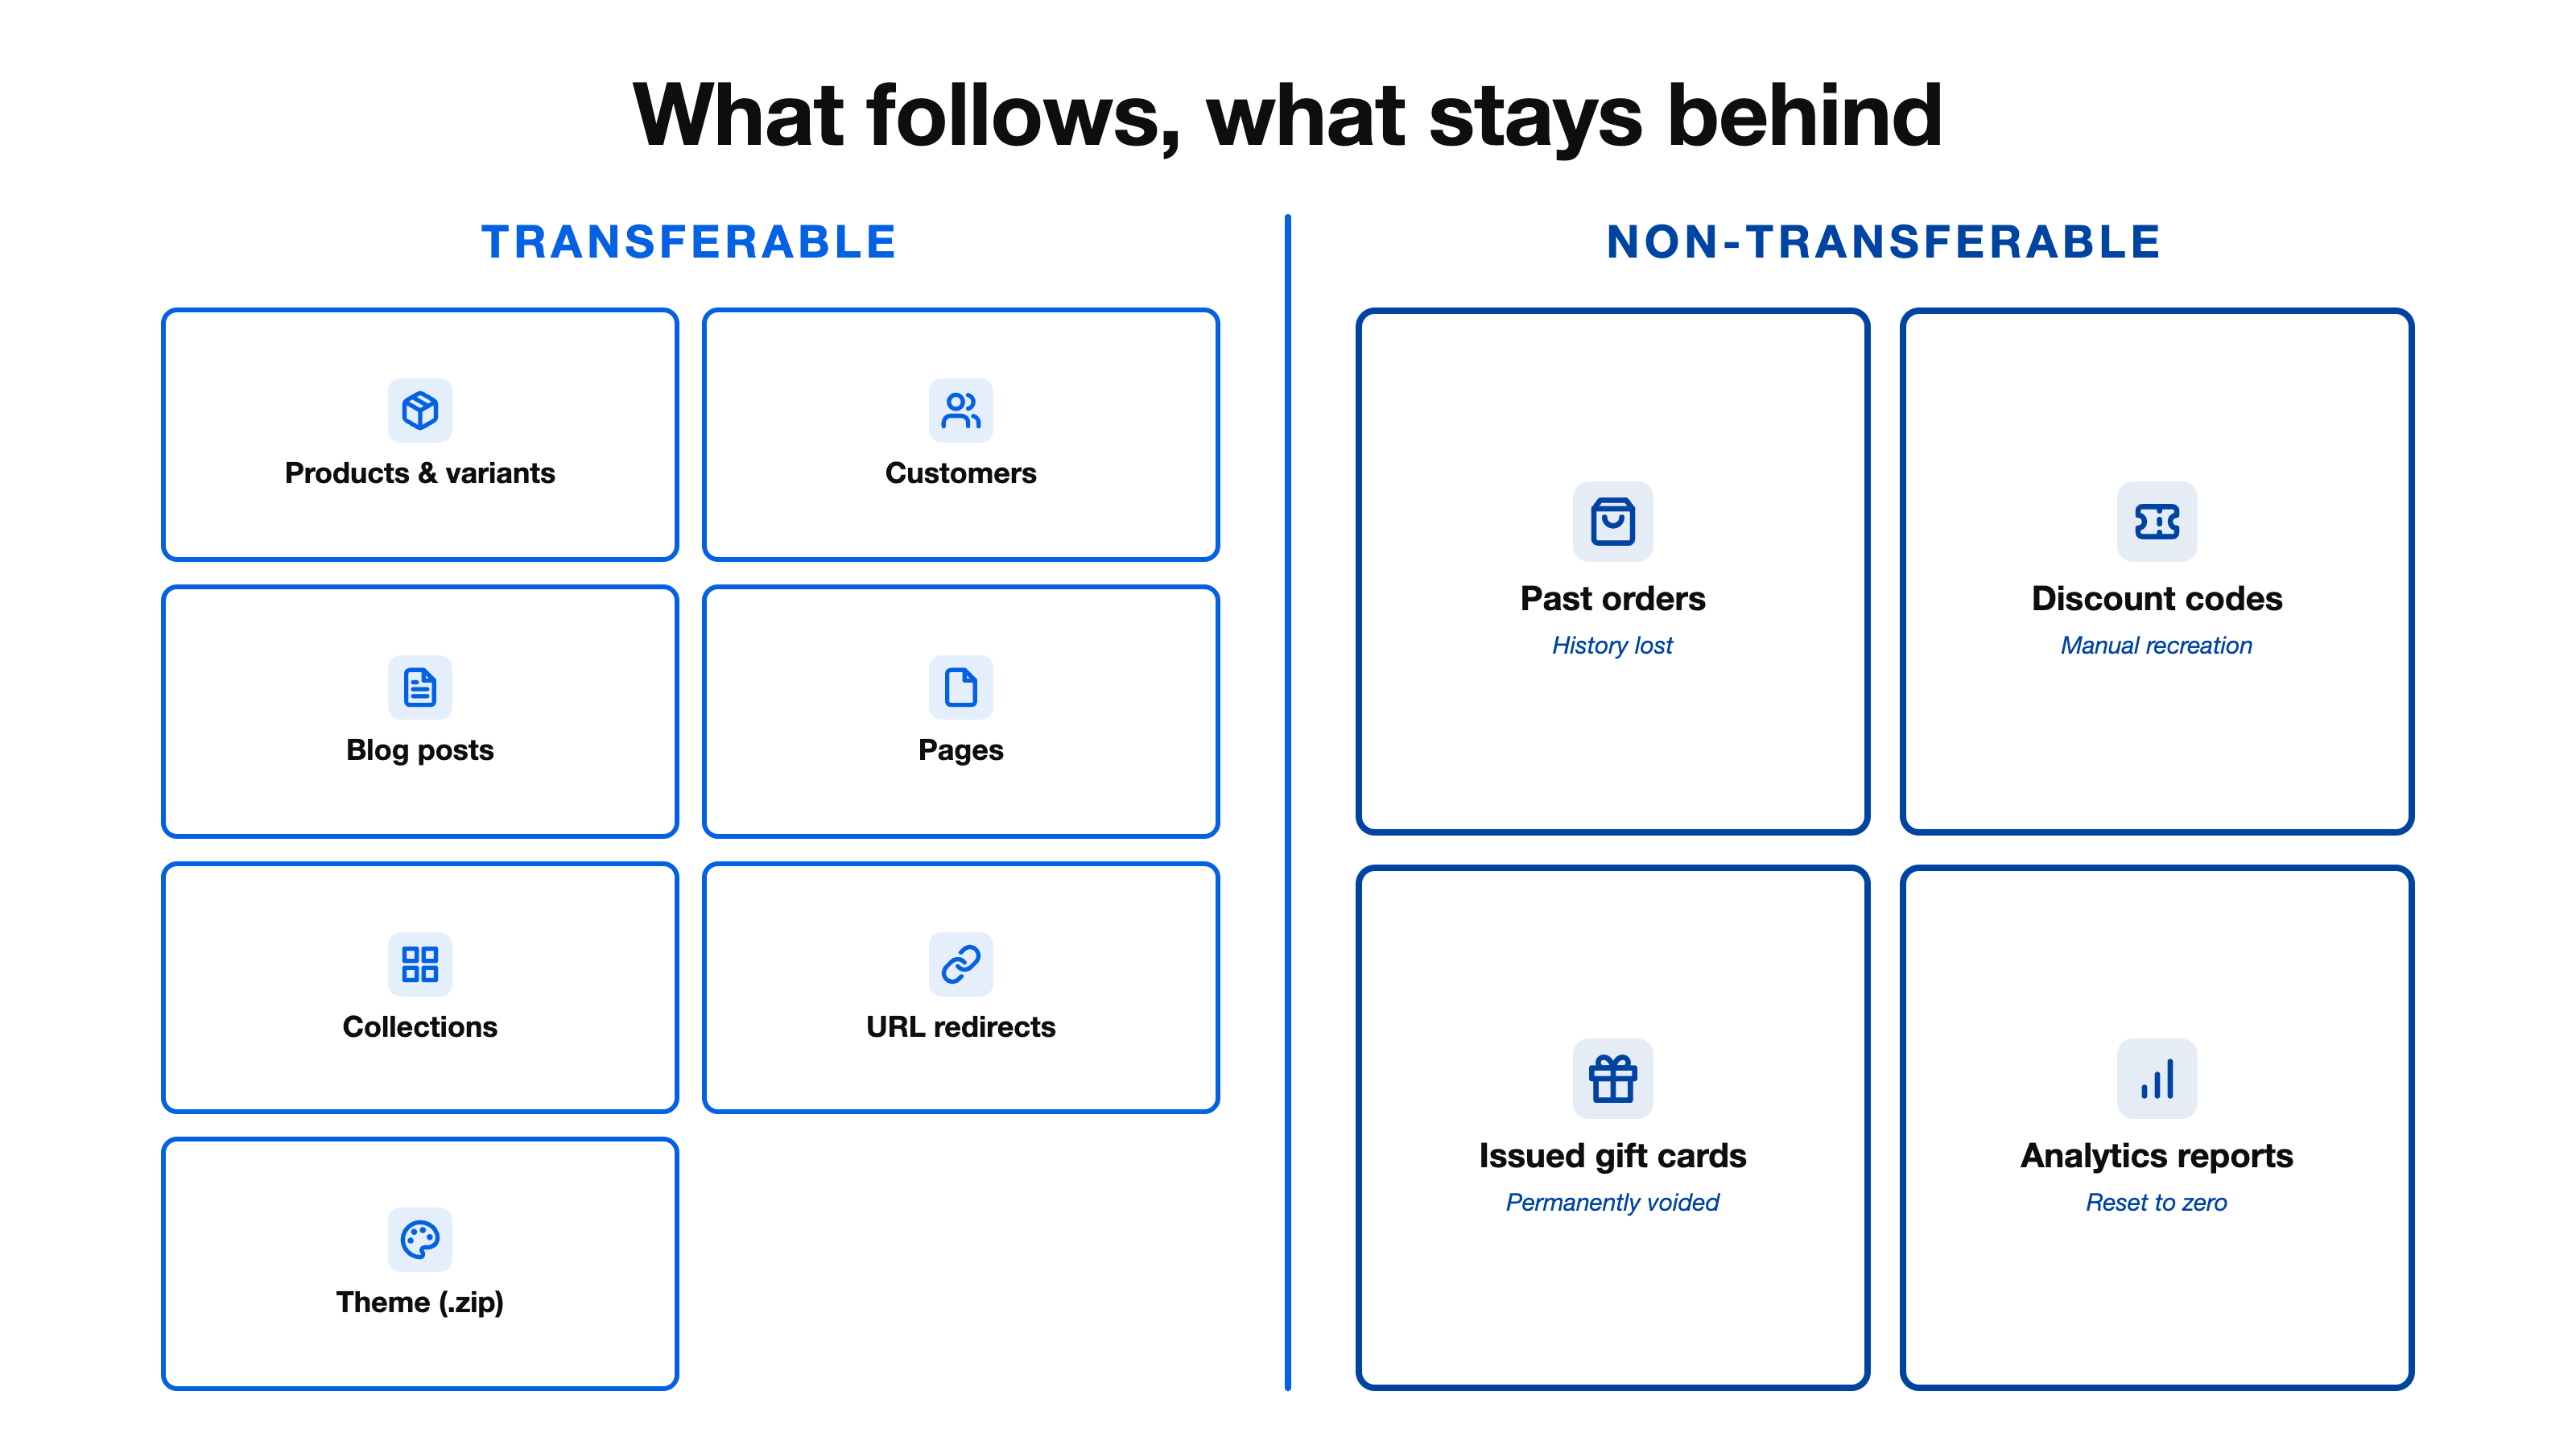 What follows, what stays behind
TRANSFERABLE
Products & variants
Customers
Blog posts
Pages
Collections
URL redirects
Theme (.zip)
NON-TRANSFERABLE
Past orders
History lost
Discount codes
Manual recreation
Issued gift cards
Permanently voided
Analytics reports
Reset to zero